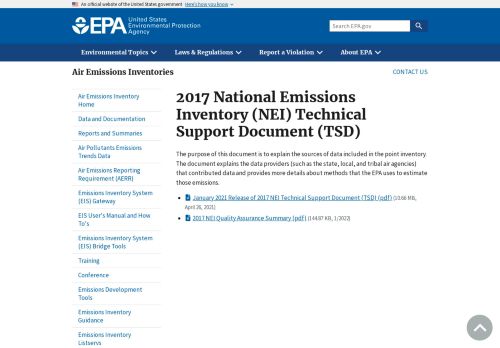 An official website of the United States government Here's how you know
EPA United States
Environmental Protection
Agency
Search EPA.gov
Environmental Topics
Laws & Regulations
Report a Violation
About EPA
Air Emissions Inventories
CONTACT US
Air Emissions Inventory
Home
Data and Documentation
Reports and Summaries
Air Pollutants Emissions
Trends Data
Air Emissions Reporting
Requirement (AERR)
Emissions Inventory System
(EIS) Gateway
EIS User's Manual and How
To's
Emissions Inventory System
(EIS) Bridge Tools
Training
Conference
Emissions Development
Tools
Emissions Inventory
Guidance
Emissions Inventory
Listservs
2017 National Emissions
Inventory (NEI) Technical
Support Document (TSD)
The purpose of this document is to explain the sources of data included in the point inventory.
The document explains the data providers (such as the state, local, and tribal air agencies)
that contributed data and provides more details about methods that the EPA uses to estimate
those emissions.
January 2021 Release of 2017 NEI Technical Support Document (TSD) (pdf) (10.66 MB,
April 26, 2021)
2017 NEI Quality Assurance Summary (pdf) (144.87 KB, 1/2022)